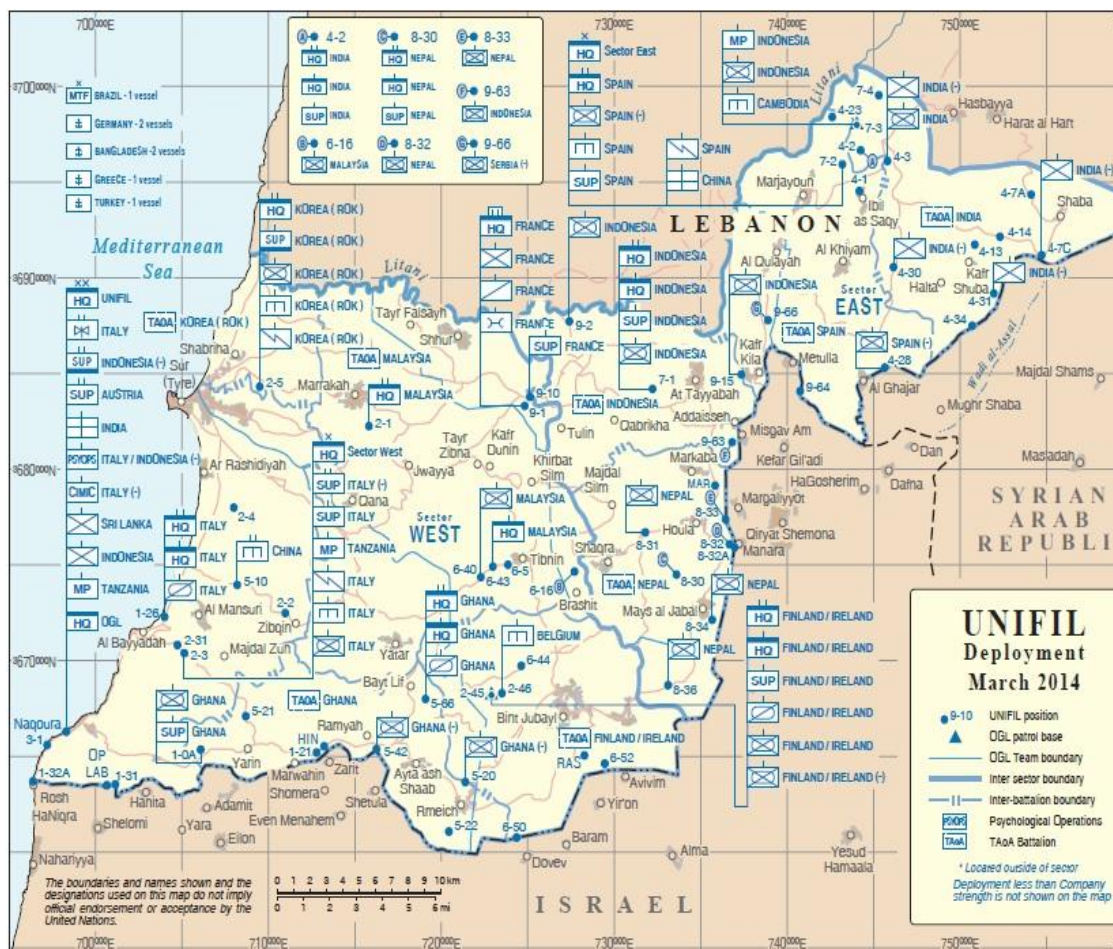 700000m
730000m
740000m
750000m
A 4-2
HQ INDIA
HQ INDIA
SUP INDIA
B 6-16
MALAYSIA
C 8-30
HQ NEPAL
HQ NEPAL
SUP NEPAL
D 8-32
NEPAL
E 8-33
NEPAL
F 9-63
INDONESIA
G 9-66
SERBIA (-)
MTF BRAZIL - 1 vessel
GERMANY - 2 vessels
BANGLADESH - 2 vessels
GREECE - 1 vessel
TURKEY - 1 vessel
Mediterranean
Sea
HQ Sector East
HQ SPAIN
SPAIN (-)
SPAIN
SUP SPAIN
SPAIN
CHINA
MP INDONESIA
INDONESIA
CAMBODIA
Litani
7-4
4-23
7-3
4-2
7-2
A
4-3
4-1
INDIA (-)
INDIA
Hasbayya
Harat al Hart
INDIA (-)
4-7A
Shaba
4-14
4-13
4-7C
Marjayoun
Ibil
as Saqy
TAOA INDIA
LEBANON
Al Qulayah
Al Khiyam
INDIA (-)
4-30
Halta
Kafr
Shuba
INDIA (-)
4-31
4-34
Sector
EAST
Wadi al-Assal
HQ KOREA (ROK)
SUP KOREA (ROK)
KOREA (ROK)
KOREA (ROK)
KOREA (ROK)
HQ FRANCE
FRANCE
FRANCE
FRANCE
SUP FRANCE
INDONESIA
HQ INDONESIA
HQ INDONESIA
SUP INDONESIA
INDONESIA
INDONESIA
G
9-66
TAOA SPAIN
SPAIN (-)
4-28
Litani
Tayr Falsayh
Shhur
9-2
HQ UNIFIL
ITALY
SUP INDONESIA (-)
SUP AUSTRIA
INDIA
PSYOPS ITALY / INDONESIA (-)
CIMIC ITALY (-)
SRI LANKA
INDONESIA
MP TANZANIA
HQ OGL
TAOA KOREA (ROK)
Shabriha
Sur
(Tyre)
2-5
TAOA MALAYSIA
Marrakah
HQ MALAYSIA
2-1
9-10
9-1
Kafr
Kila
9-15
7-1
At Tayyabah
Addaisseh
TAOA INDONESIA
Qabrikha
Tulin
Metulla
9-64
Al Ghajar
Majdal Shams
Mughr Shaba
Misgav Am
9-63
F
Kefar Gil'adi
Dan
Dafna
HaGosherim
Masadah
680000m
690000m
670000m
Ar Rashidiyah
HQ Sector West
SUP ITALY (-)
SUP ITALY
MP TANZANIA
ITALY
ITALY
ITALY
Jwayya
Qana
Tayr
Zibna
Kafr
Dunin
Khirbat
Silm
Majdal
Silm
Markaba
MAR
E
Margaliyyot
8-33
Qiryat Shemona
D
8-32
8-32A
Manara
Houla
NEPAL
8-31
C
8-30
MALAYSIA
HQ MALAYSIA
Sector
WEST
Shaqra
Tibnin
6-40
6-43
6-5
6-16
B
Brashit
TAOA NEPAL
Mays al Jabal
8-34
NEPAL
NEPAL
8-36
SYRIAN
ARAB
REPUBLIC
2-4
HQ ITALY
HQ ITALY
ITALY
CHINA
5-10
1-26
Al Mansuri
2-2
Zibqin
Al Bayyadah
2-31
2-3
Majdal Zun
Yatar
HQ GHANA
HQ GHANA
GHANA
BELGIUM
6-44
2-45
2-46
Bayt Lif
5-66
Bint Jubayl
HQ FINLAND / IRELAND
HQ FINLAND / IRELAND
SUP FINLAND / IRELAND
FINLAND / IRELAND
FINLAND / IRELAND
FINLAND / IRELAND (-)
GHANA
SUP GHANA
5-21
TAOA GHANA
Ramyah
GHANA (-)
5-42
GHANA (-)
5-20
TAOA FINLAND / IRELAND
RAS
6-52
Naqoura
3-1
1-32A
OP
LAB
1-31
1-0A
Yarin
HIN
1-21
Marwahin
Zarit
Ayta ash
Shaab
Rmeich
5-22
6-50
Avivim
Yir'on
Rosh
HaNiqra
Hanita
Adamit
Shomera
Shetula
Even Menahem
Shelomi
Yara
Eilon
Baram
Dovev
Alma
Yesud
Hamaala
Nahariyya
The boundaries and names shown and the
designations used on this map do not imply
official endorsement or acceptance by the
United Nations.
0 1 2 3 4 5 6 7 8 9 10 km
0 1 2 3 4 5 6 mi
ISRAEL
UNIFIL
Deployment
March 2014
9-10 UNIFIL position
OGL patrol base
OGL Team boundary
Inter sector boundary
Inter-battalion boundary
PSYOPS Psychological Operations
TAOA TAoA Battalion
* Located outside of sector
Deployment less than Company
strength is not shown on the map
700000m
710000m
720000m
730000m
740000m
750000m